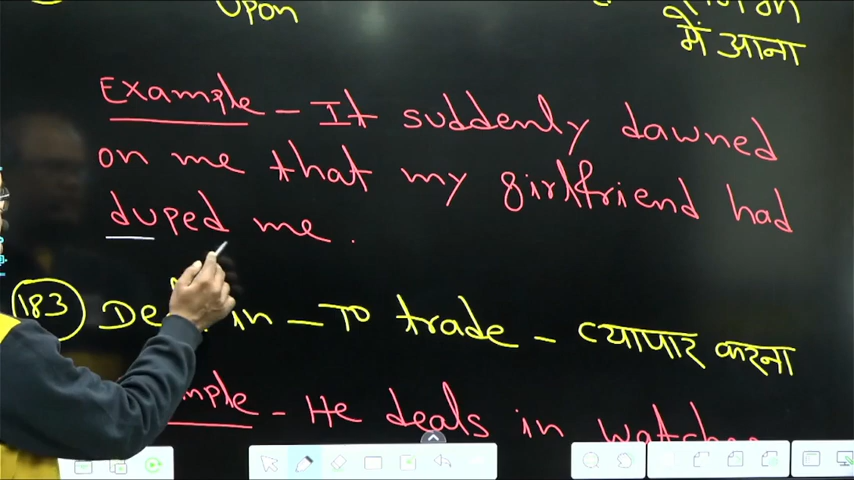 upon
में आना
Example - It suddenly dawned
on me that my girlfriend had
duped me.
183 in - To trade - व्यापार करना
- He deals in